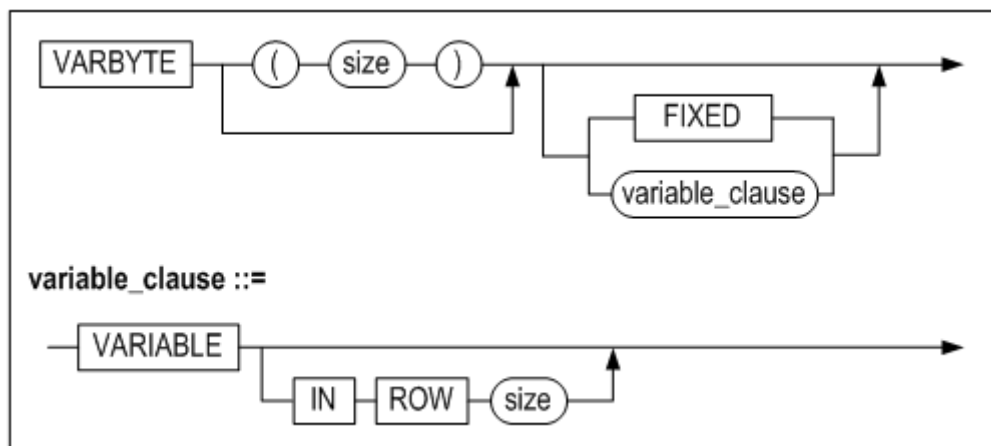 VARBYTE ( size )
FIXED
variable_clause
variable_clause ::=
VARIABLE
IN ROW size